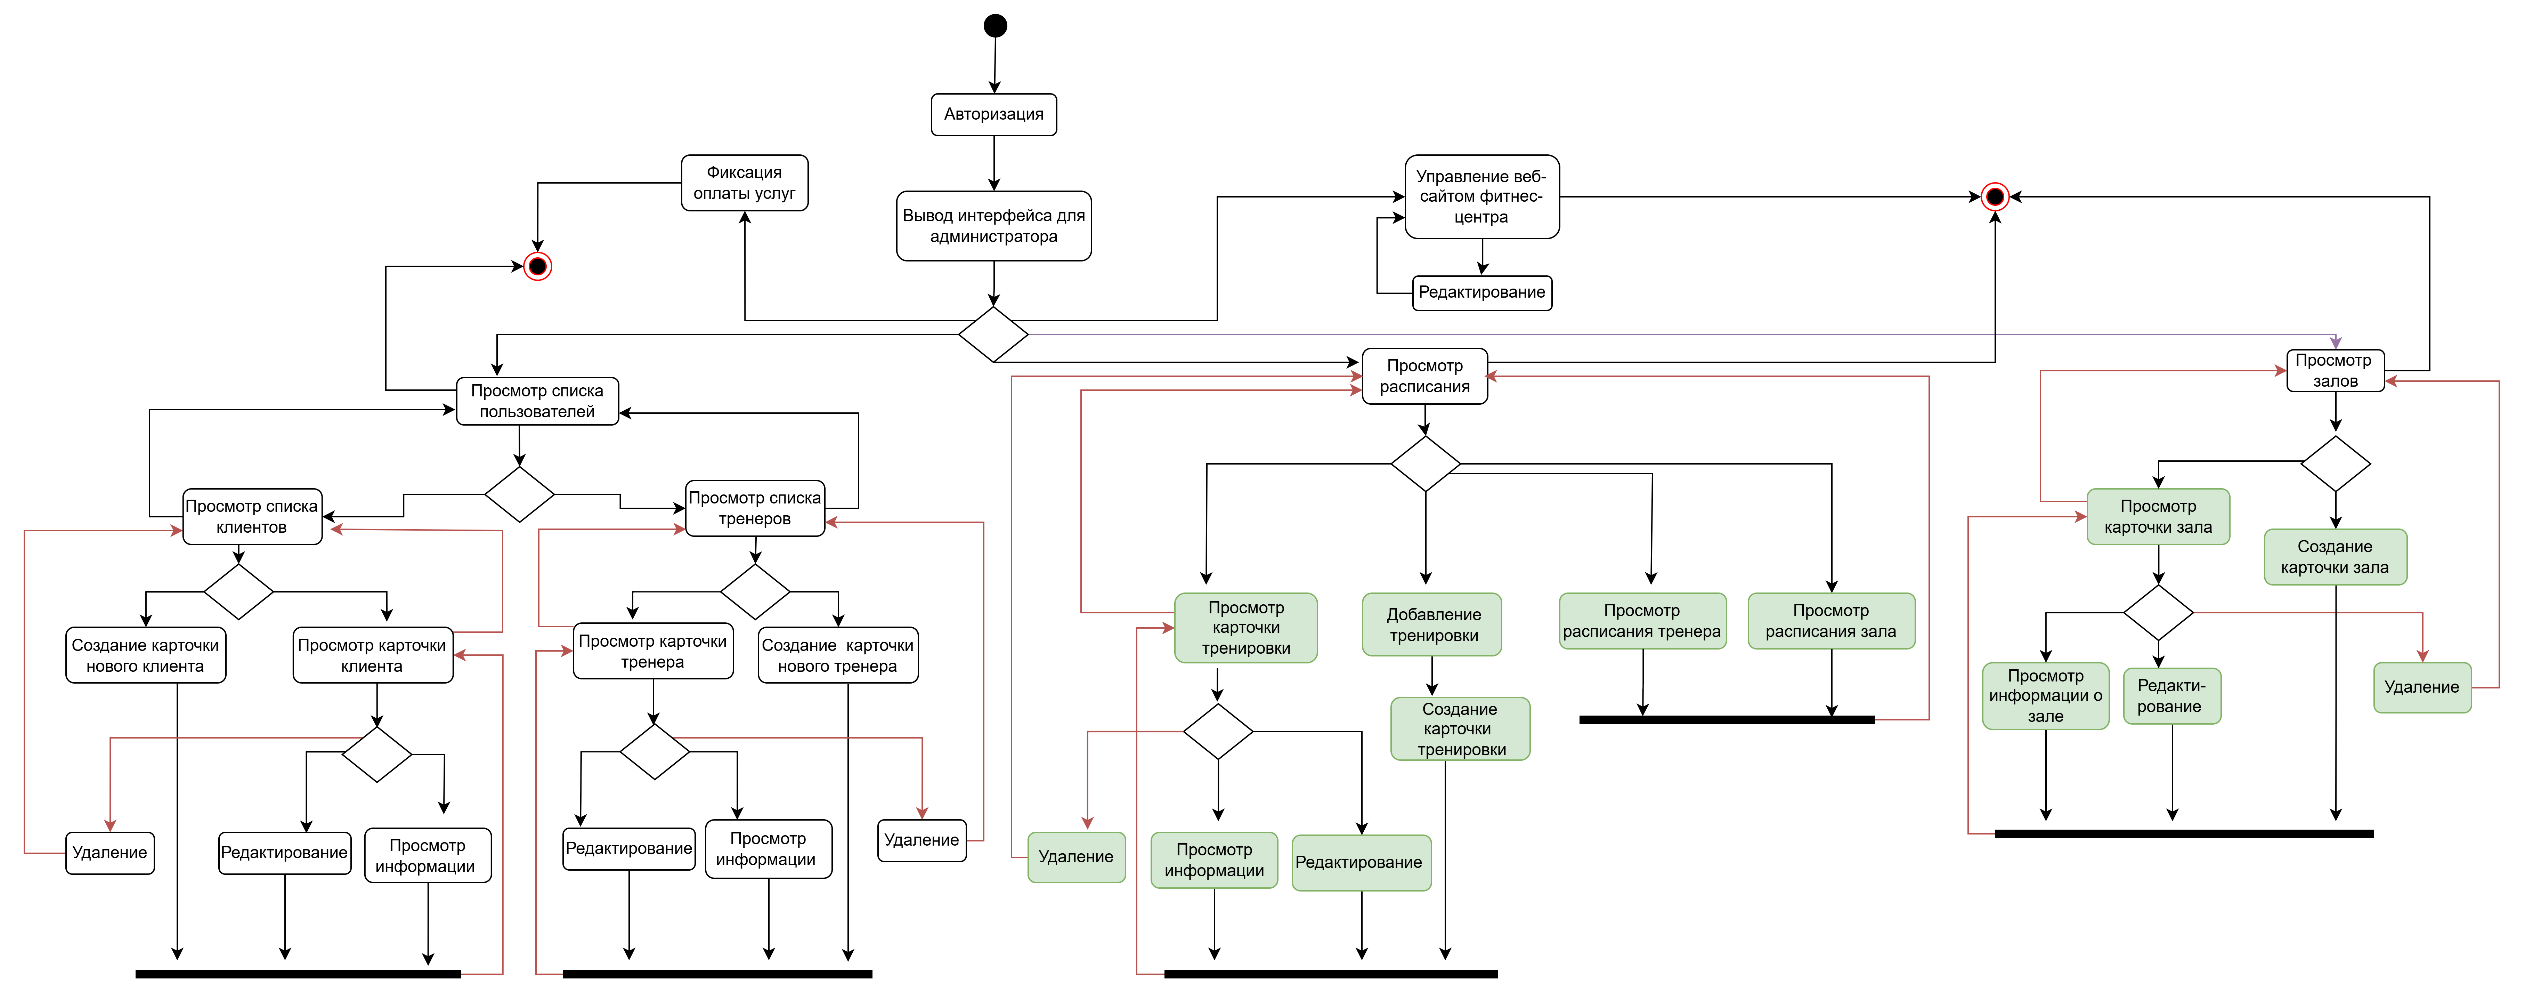 Авторизация
Фиксация
оплаты услуг
Вывод интерфейса для
администратора
Управление веб-
сайтом фитнес-
центра
Редактирование
Просмотр списка
пользователей
Просмотр
расписания
Просмотр
залов
Просмотр списка
клиентов
Просмотр списка
тренеров
Просмотр
карточки зала
Создание
карточки зала
Создание карточки
нового клиента
Просмотр карточки
клиента
Просмотр карточки
тренера
Создание  карточки
нового тренера
Просмотр
карточки
тренировки
Добавление
тренировки
Просмотр
расписания тренера
Просмотр
расписания зала
Просмотр
информации о
зале
Редакти-
рование
Удаление
Создание
карточки
тренировки
Удаление
Редактирование
Просмотр
информации
Редактирование
Просмотр
информации
Удаление
Удаление
Просмотр
информации
Редактирование